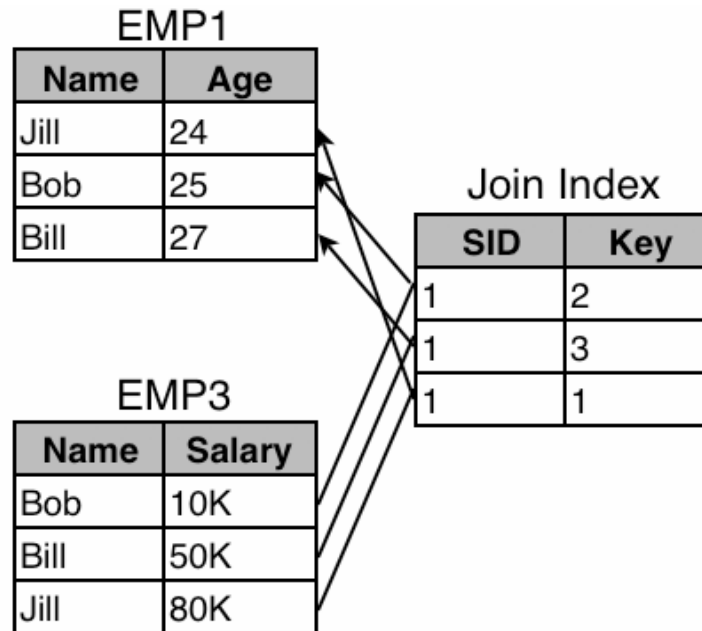 EMP1
Name Age
Jill 24
Bob 25
Bill 27
Join Index
SID Key
1 2
1 3
1 1
EMP3
Name Salary
Bob 10K
Bill 50K
Jill 80K